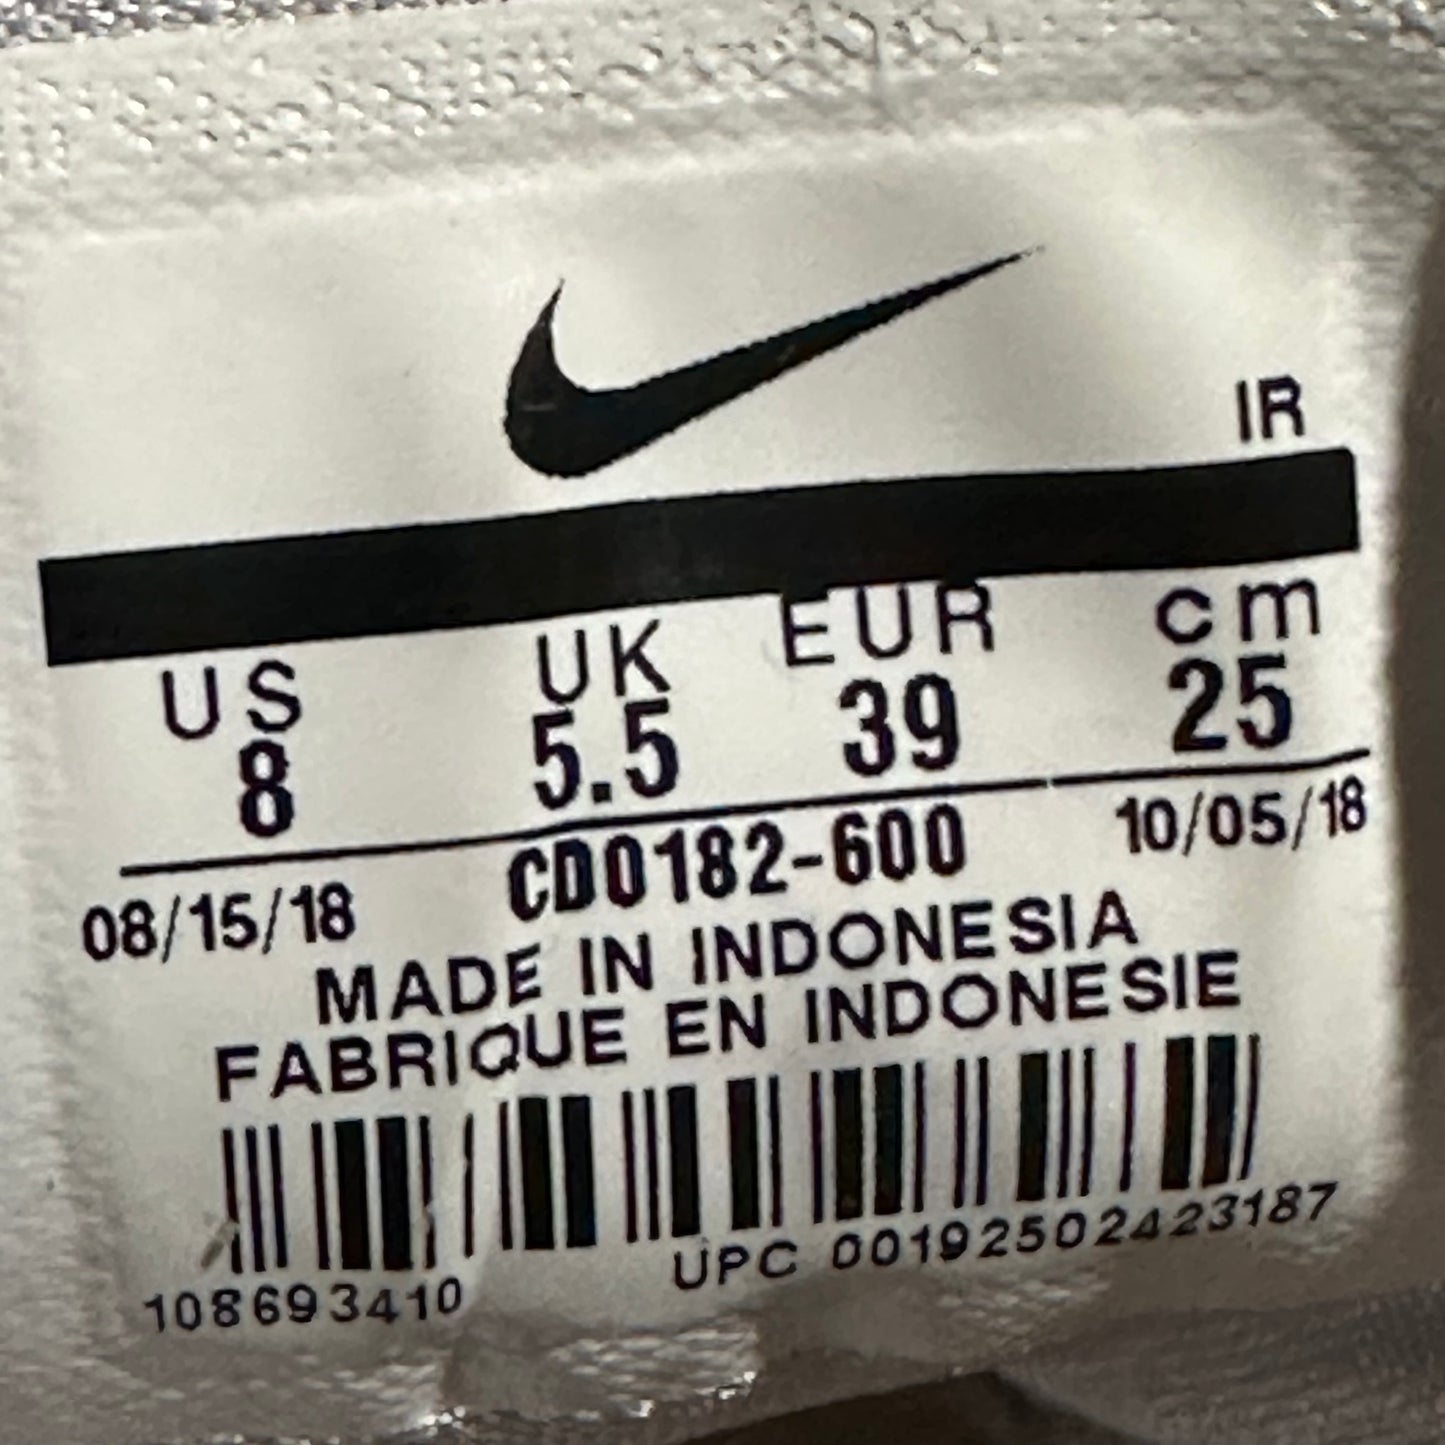 IR
US UK EUR cm
8 5.5 39 25
08/15/18 CD0182-600 10/05/18
MADE IN INDONESIA
FABRIQUE EN INDONESIE
108693410 UPC 00192502423187